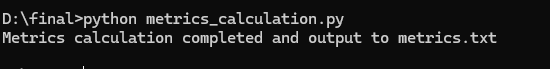 D:\final>python metrics_calculation.py
Metrics calculation completed and output to metrics.txt